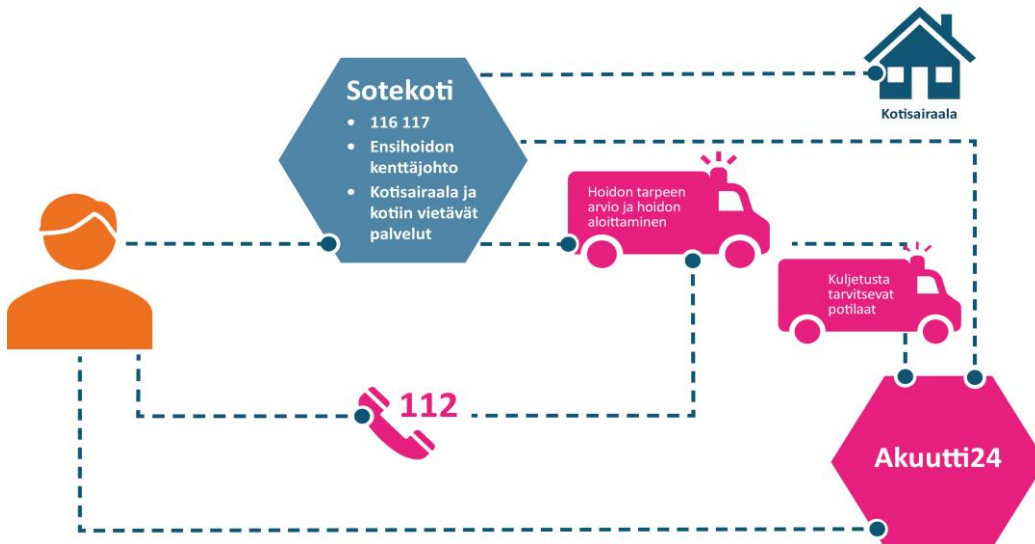 Sotekoti
• 116 117
• Ensihoidon
kenttäjohto
• Kotisairaala ja
kotiin vietävät
palvelut
Kotisairaala
Hoidon tarpeen
arvio ja hoidon
aloittaminen
Kuljetusta
tarvitsevat
potilaat
112
Akuutti24